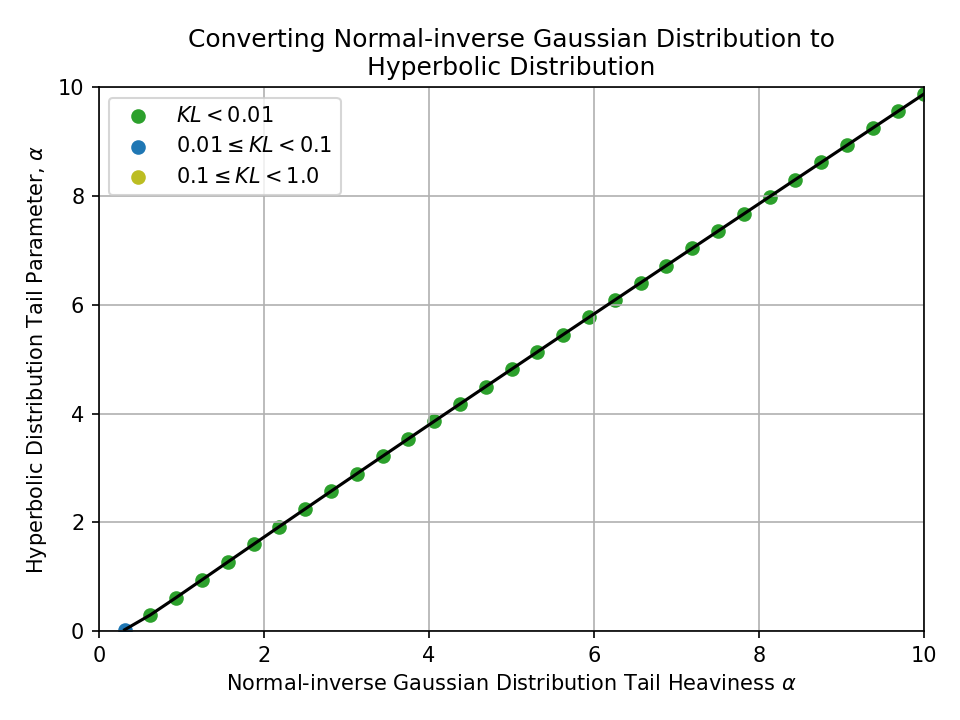 Converting Normal-inverse Gaussian Distribution to
Hyperbolic Distribution
KL < 0.01
0.01 ≤ KL < 0.1
0.1 ≤ KL < 1.0
Hyperbolic Distribution Tail Parameter, α
10
8
6
4
2
0
0 2 4 6 8 10
Normal-inverse Gaussian Distribution Tail Heaviness α